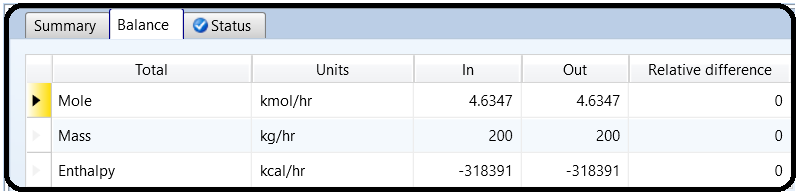 Summary Balance Status
Total Units In Out Relative difference
Mole kmol/hr 4.6347 4.6347 0
Mass kg/hr 200 200 0
Enthalpy kcal/hr -318391 -318391 0